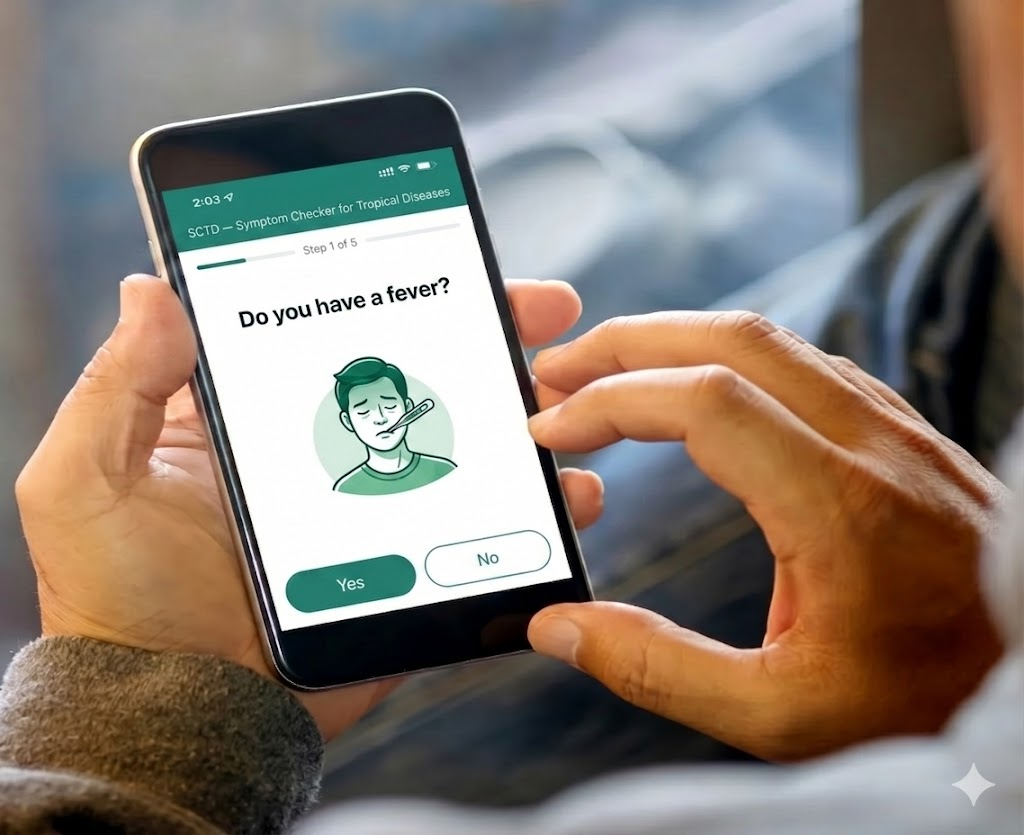 2:03
SCTD — Symptom Checker for Tropical Diseases
Step 1 of 5
Do you have a fever?
Yes
No